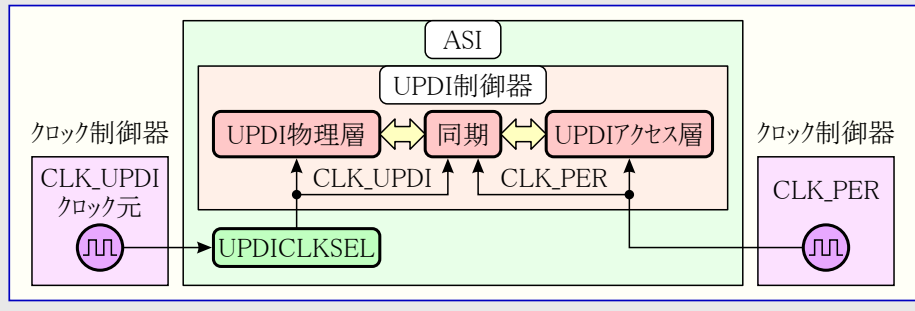 ASI
UPDI制御器
クロック制御器
クロック制御器
UPDI物理層
同期
UPDIアクセス層
CLK_UPDI
クロック元
CLK_UPDI
CLK_PER
CLK_PER
UPDICLKSEL